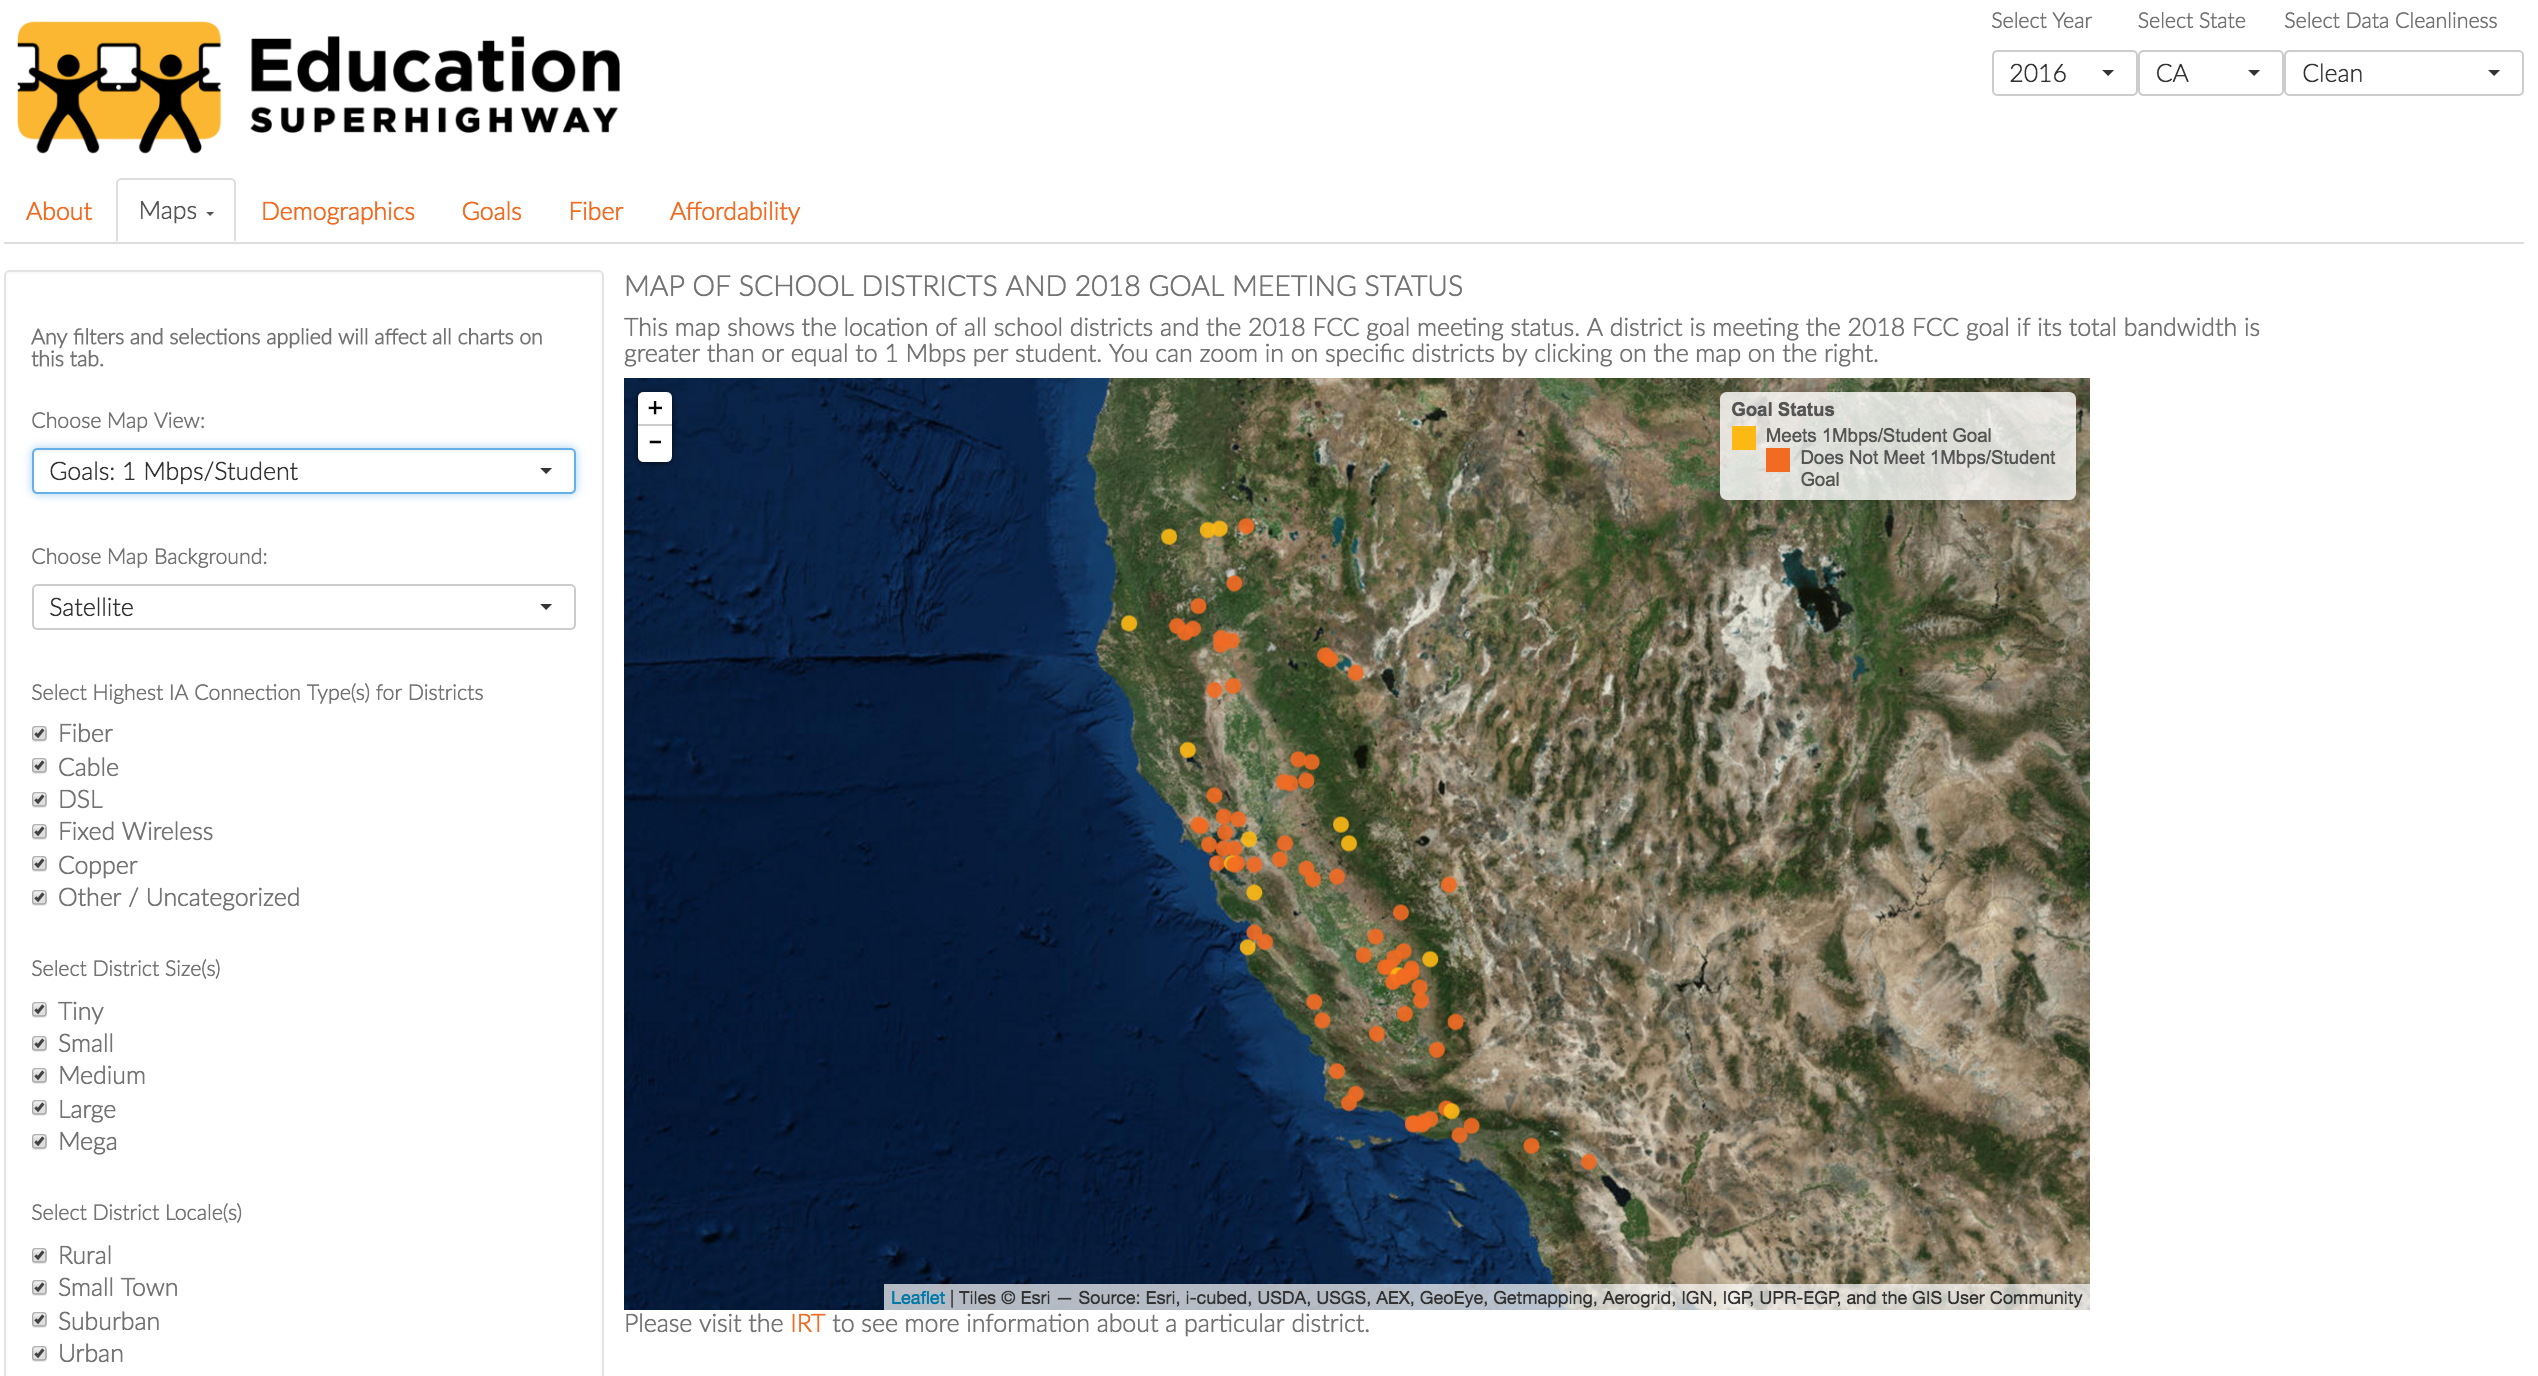 Education
SUPERHIGHWAY
Select Year
Select State
Select Data Cleanliness
2016
CA
Clean
About
Maps
Demographics
Goals
Fiber
Affordability
Any filters and selections applied will affect all charts on
this tab.
Choose Map View:
Goals: 1 Mbps/Student
Choose Map Background:
Satellite
Select Highest IA Connection Type(s) for Districts
Fiber
Cable
DSL
Fixed Wireless
Copper
Other / Uncategorized
Select District Size(s)
Tiny
Small
Medium
Large
Mega
Select District Locale(s)
Rural
Small Town
Suburban
Urban
MAP OF SCHOOL DISTRICTS AND 2018 GOAL MEETING STATUS
This map shows the location of all school districts and the 2018 FCC goal meeting status. A district is meeting the 2018 FCC goal if its total bandwidth is
greater than or equal to 1 Mbps per student. You can zoom in on specific districts by clicking on the map on the right.
+
−
Goal Status
Meets 1Mbps/Student Goal
Does Not Meet 1Mbps/Student
Goal
Leaflet | Tiles © Esri — Source: Esri, i-cubed, USDA, USGS, AEX, GeoEye, Getmapping, Aerogrid, IGN, IGP, UPR-EGP, and the GIS User Community
Please visit the IRT to see more information about a particular district.